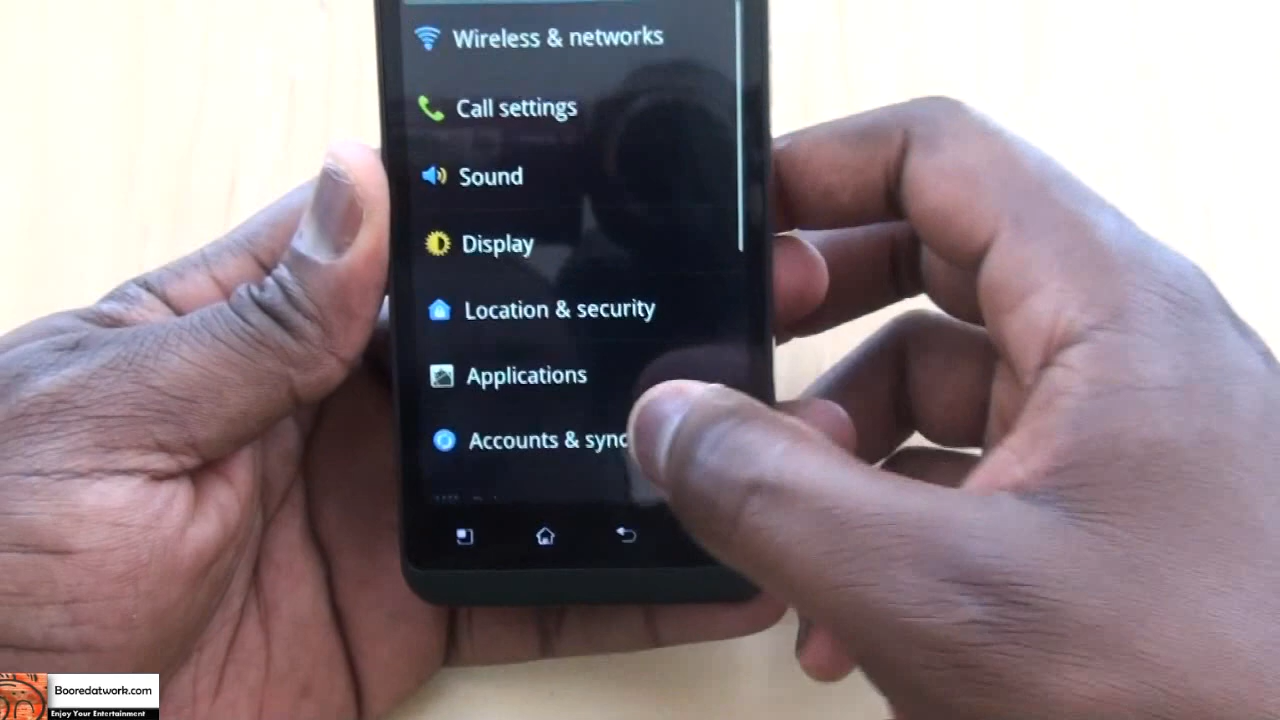 Wireless & networks
Call settings
Sound
Display
Location & security
Applications
Accounts & sync
Booredatwork.com
Enjoy Your Entertainment